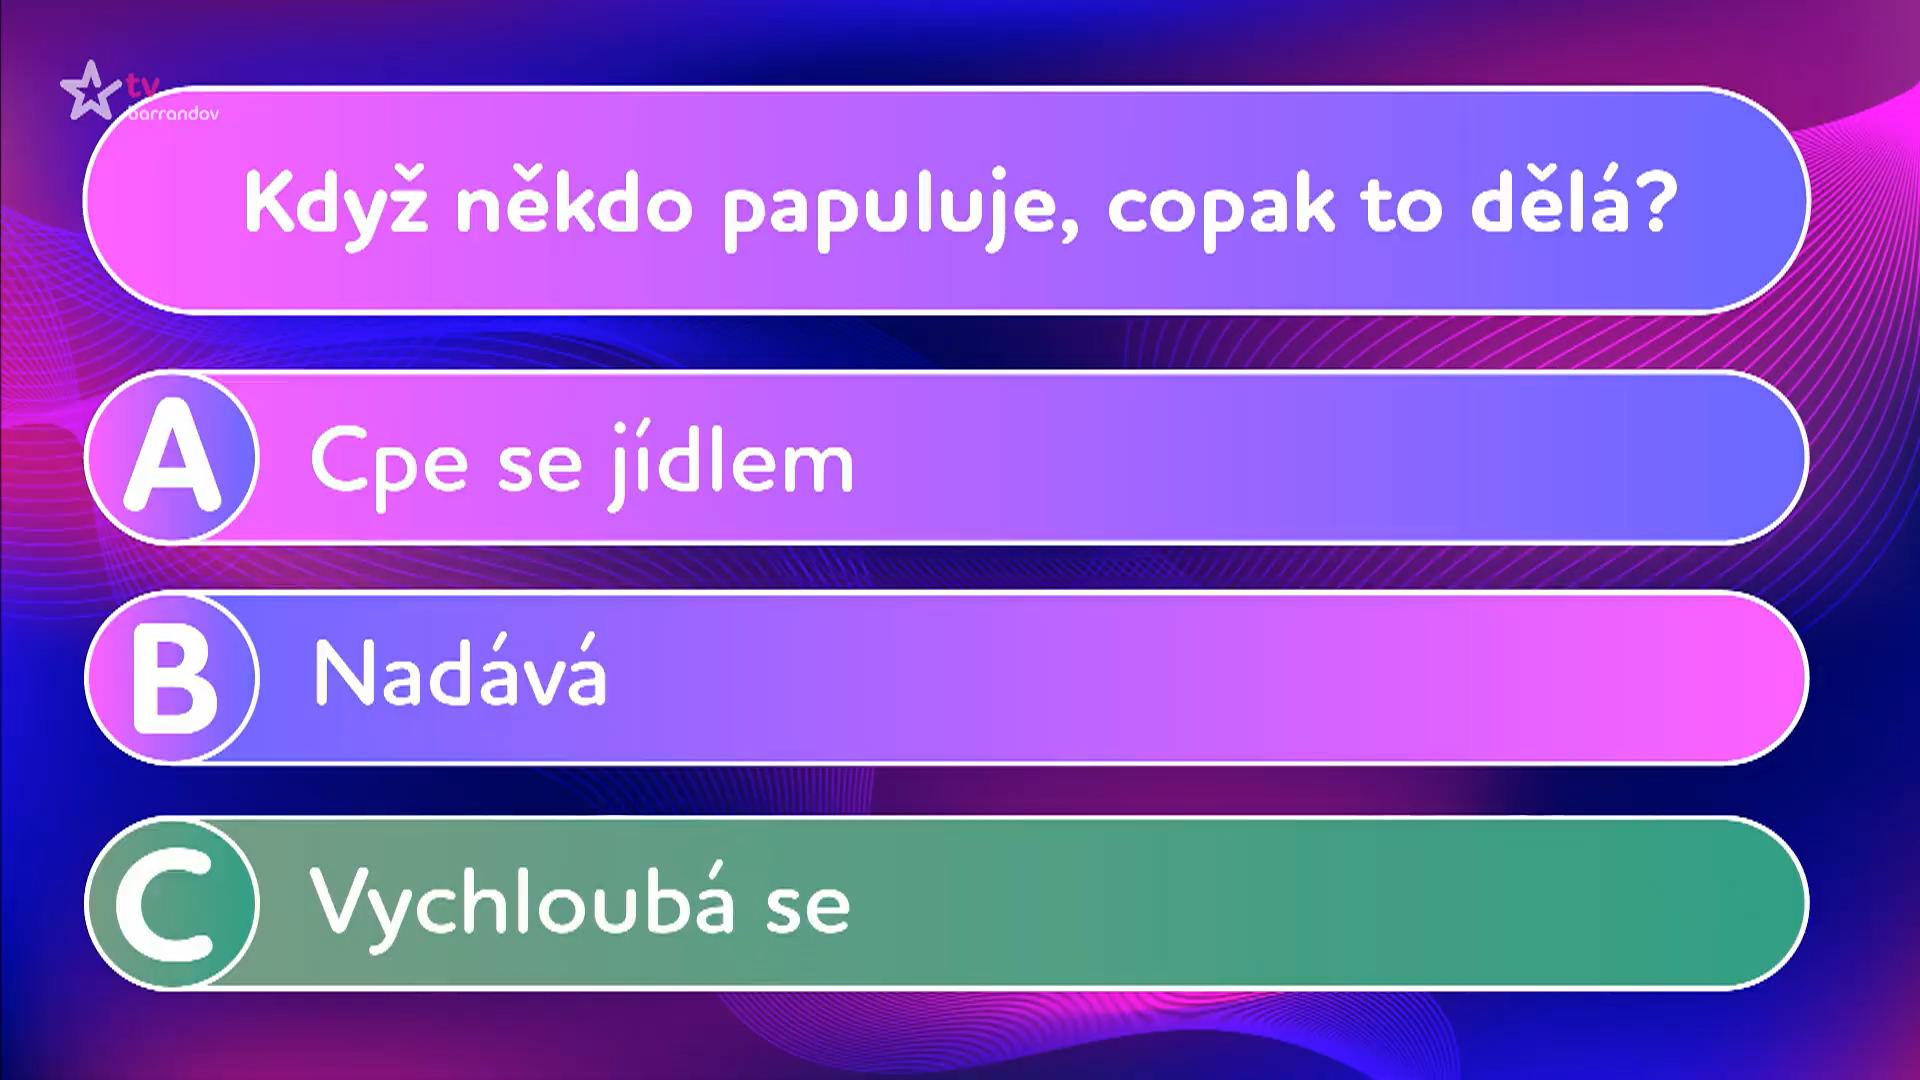 tv
barrandov
Když někdo papuluje, copak to dělá?
A Cpe se jídlem
B Nadává
C Vychloubá se